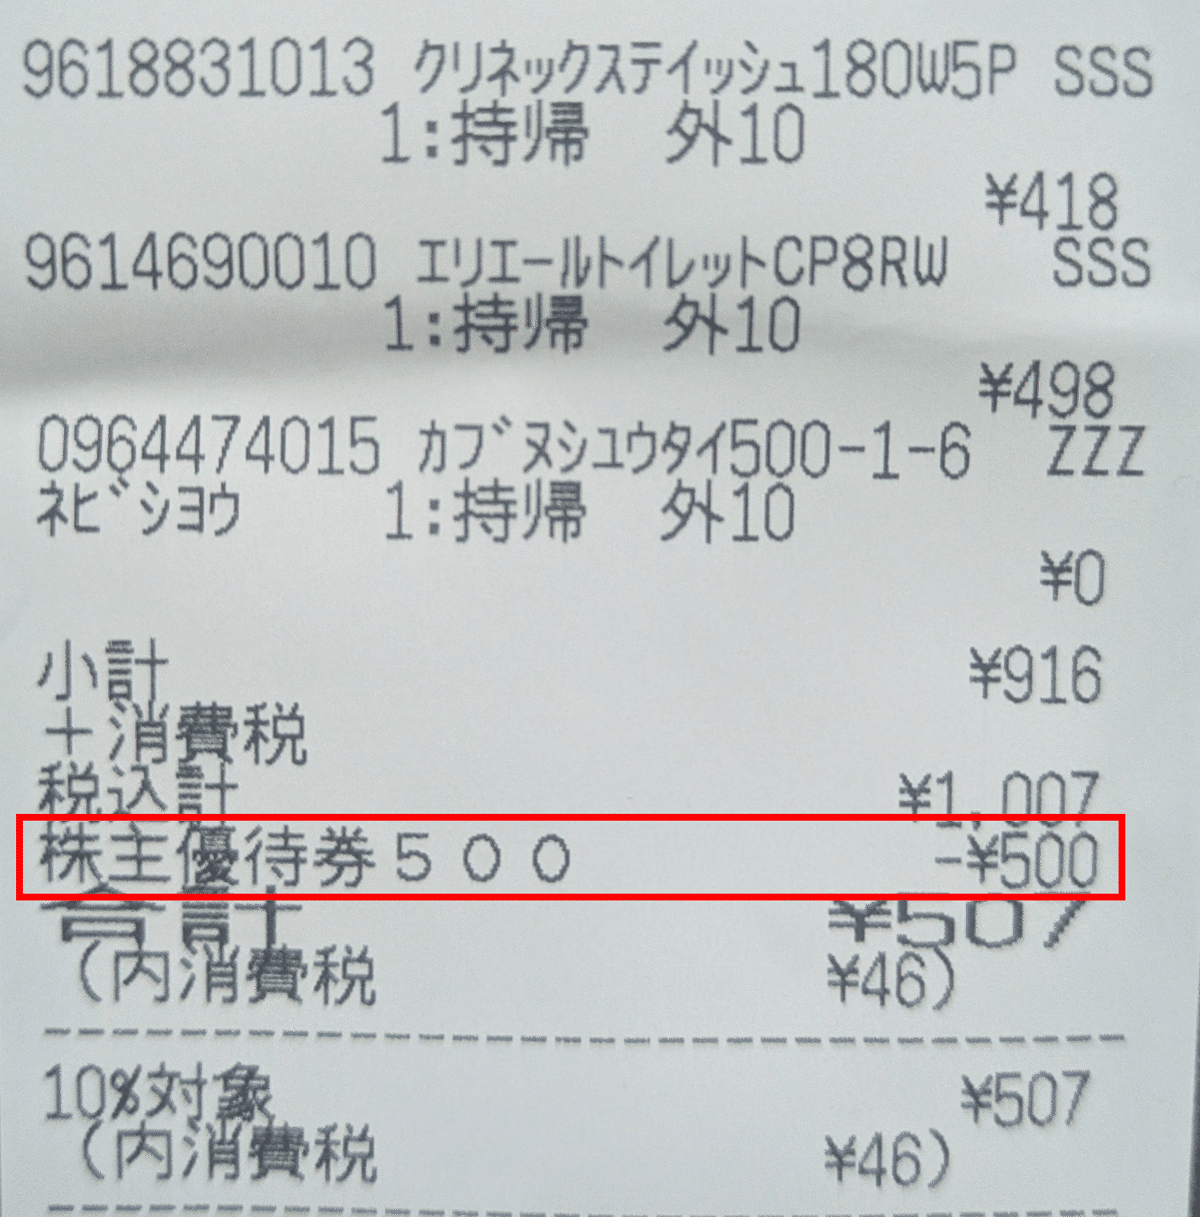 9618831013 クリネックステイッシュ180W5P SSS
1:持帰 外10
¥418
9614690010 エリエールトイレットCP8RW SSS
1:持帰 外10
¥498
0964474015 カブヌシユウタイ500-1-6 ZZZ
ネビショウ 1:持帰 外10
¥0
小計 ¥916
+消費税
税込計 ¥1,007
株主優待券500 -¥500
合計 ¥507
(内消費税 ¥46)
10%対象 ¥507
(内消費税 ¥46)